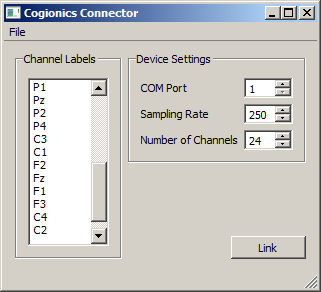 Cogionics Connector
File
Channel Labels
P1
Pz
P2
P4
C3
C1
F2
Fz
F1
F3
C4
C2
Device Settings
COM Port 1
Sampling Rate 250
Number of Channels 24
Link